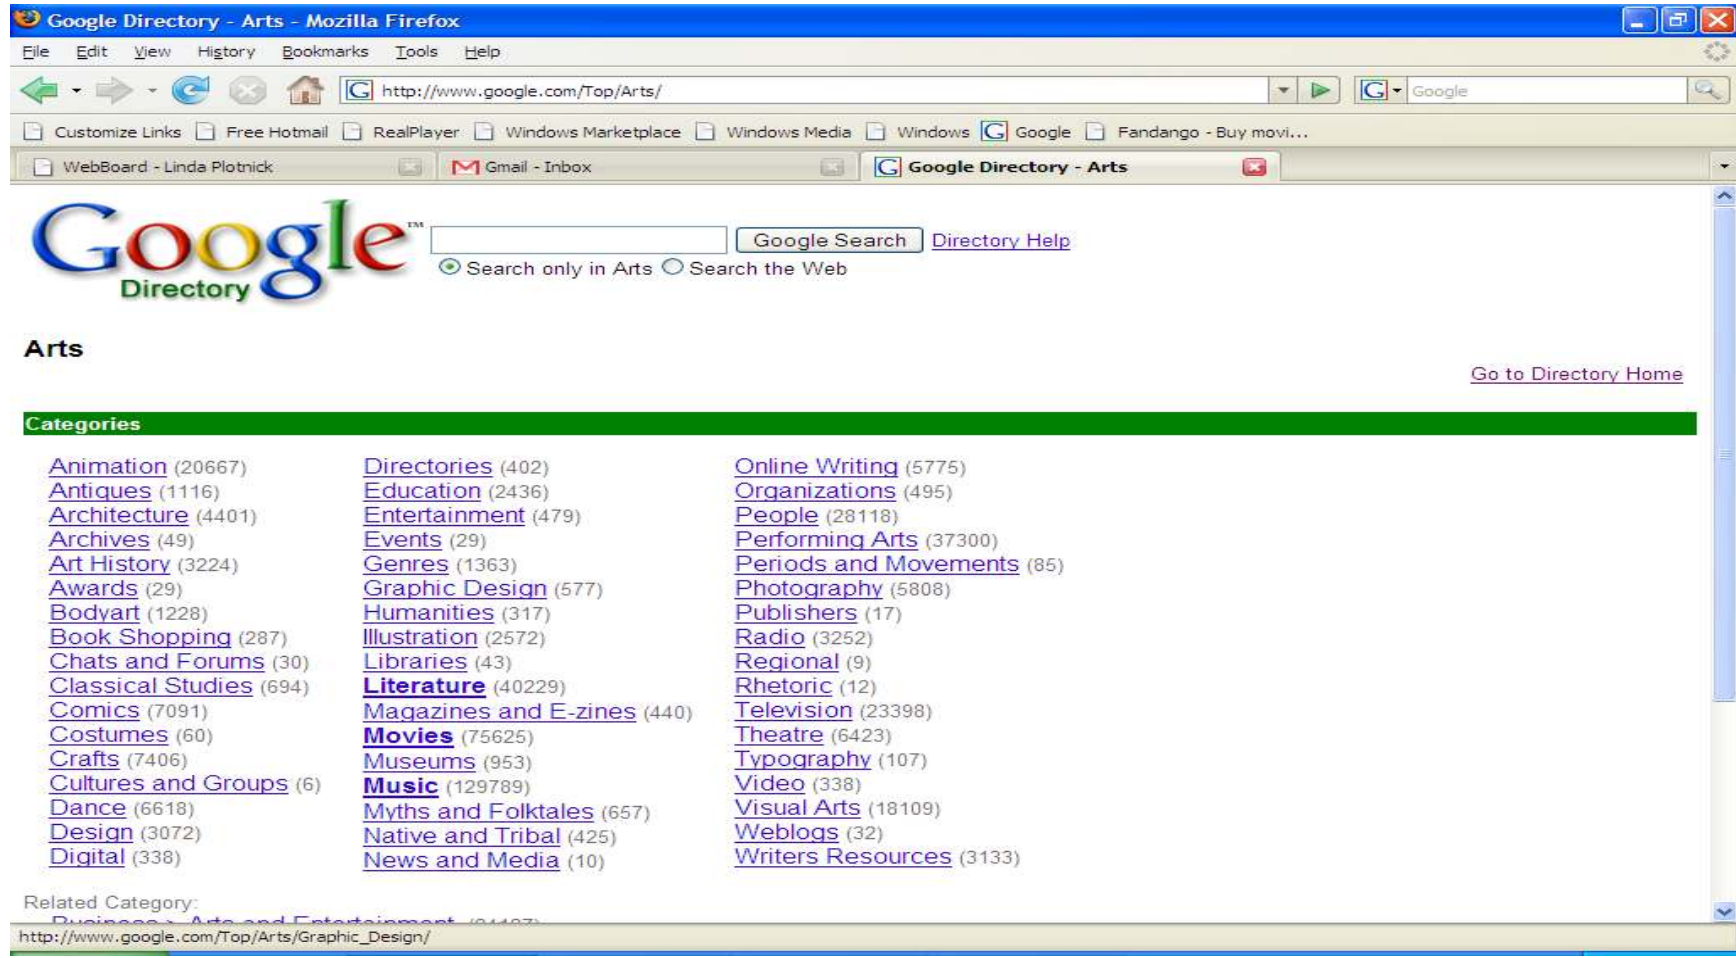 Google Directory - Arts - Mozilla Firefox
File Edit View History Bookmarks Tools Help
http://www.google.com/Top/Arts/ Google
Customize Links Free Hotmail RealPlayer Windows Marketplace Windows Media Windows Google Fandango - Buy movi...
WebBoard - Linda Plotnick Gmail - Inbox Google Directory - Arts
Google™ Directory
Google Search Directory Help
Search only in Arts Search the Web
Arts
Go to Directory Home
Categories
Animation (20667)
Antiques (1116)
Architecture (4401)
Archives (49)
Art History (3224)
Awards (29)
Bodyart (1228)
Book Shopping (287)
Chats and Forums (30)
Classical Studies (694)
Comics (7091)
Costumes (60)
Crafts (7406)
Cultures and Groups (6)
Dance (6618)
Design (3072)
Digital (338)
Directories (402)
Education (2436)
Entertainment (479)
Events (29)
Genres (1363)
Graphic Design (577)
Humanities (317)
Illustration (2572)
Libraries (43)
Literature (40229)
Magazines and E-zines (440)
Movies (75625)
Museums (953)
Music (129789)
Myths and Folktales (657)
Native and Tribal (425)
News and Media (10)
Online Writing (5775)
Organizations (495)
People (28118)
Performing Arts (37300)
Periods and Movements (85)
Photography (5808)
Publishers (17)
Radio (3252)
Regional (9)
Rhetoric (12)
Television (23398)
Theatre (6423)
Typography (107)
Video (338)
Visual Arts (18109)
Weblogs (32)
Writers Resources (3133)
Related Category:
Business > Arts and Entertainment
http://www.google.com/Top/Arts/Graphic_Design/